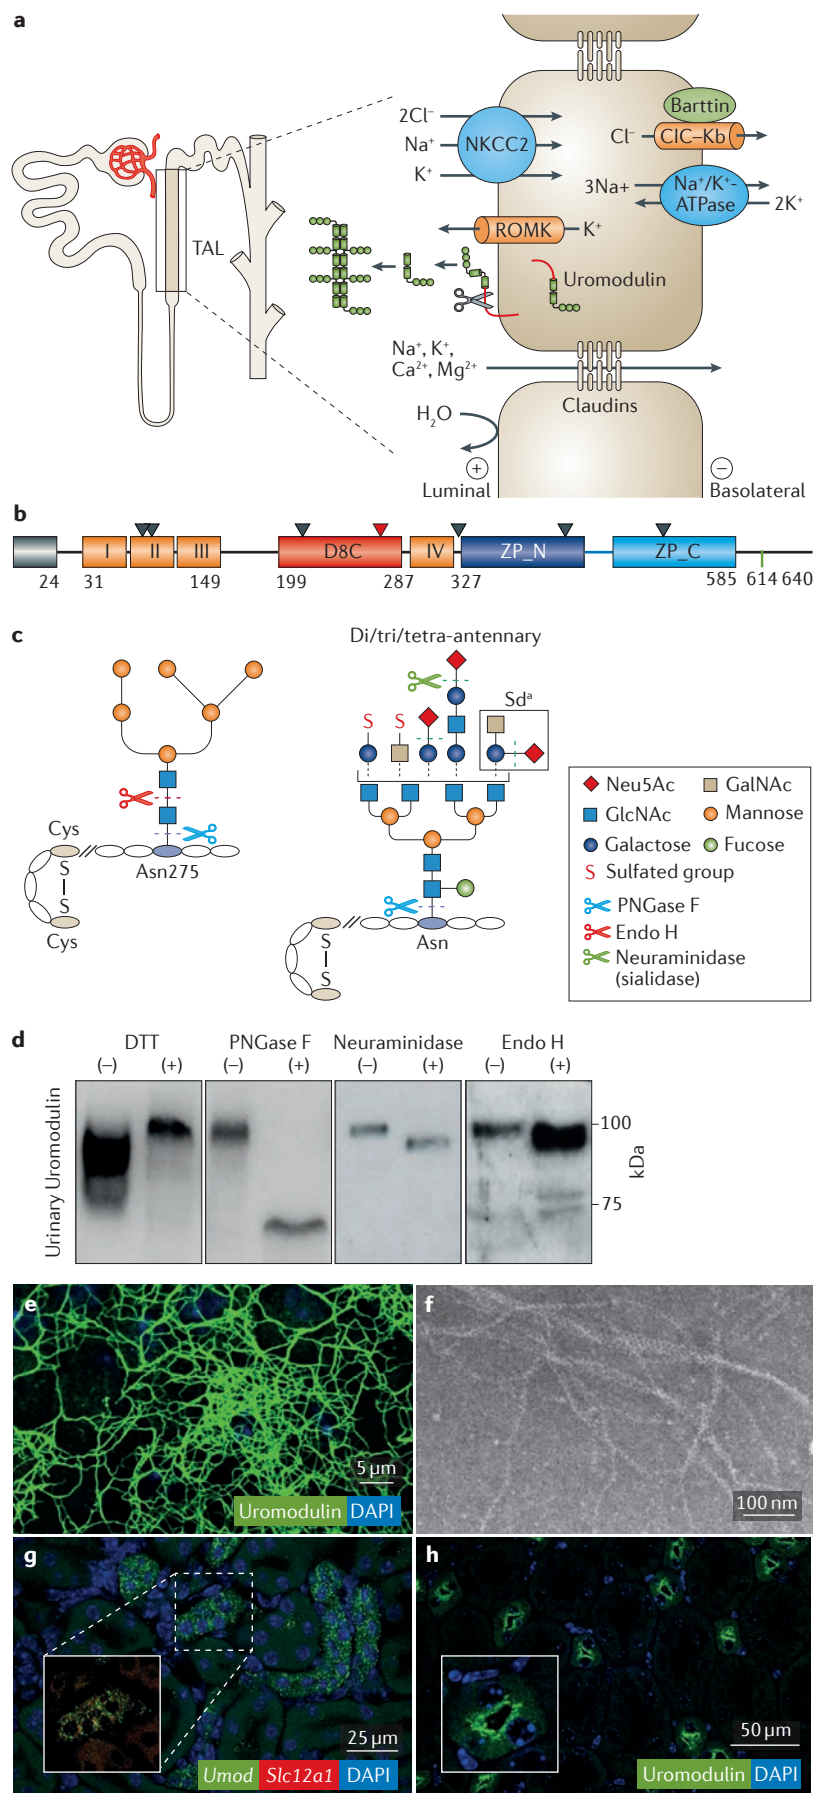 a
2Cl⁻
Na⁺
K⁺
NKCC2
Barttin
Cl⁻
ClC–Kb
3Na+
Na⁺/K⁺-
ATPase
2K⁺
ROMK
K⁺
TAL
Uromodulin
Na⁺, K⁺,
Ca²⁺, Mg²⁺
Claudins
H₂O
+
–
Luminal
Basolateral
b
I
II
III
D8C
IV
ZP_N
ZP_C
24
31
149
199
287
327
585
614
640
c
Di/tri/tetra-antennary
Sdᵃ
S
S
Cys
S
S
Cys
Asn275
Asn
S
S
Neu5Ac
GalNAc
GlcNAc
Mannose
Galactose
Fucose
S Sulfated group
PNGase F
Endo H
Neuraminidase
(sialidase)
d
DTT
PNGase F
Neuraminidase
Endo H
(–)
(+)
(–)
(+)
(–)
(+)
(–)
(+)
Urinary Uromodulin
100
75
kDa
e
5 µm
Uromodulin DAPI
f
100 nm
g
25 µm
Umod Slc12a1 DAPI
h
50 µm
Uromodulin DAPI